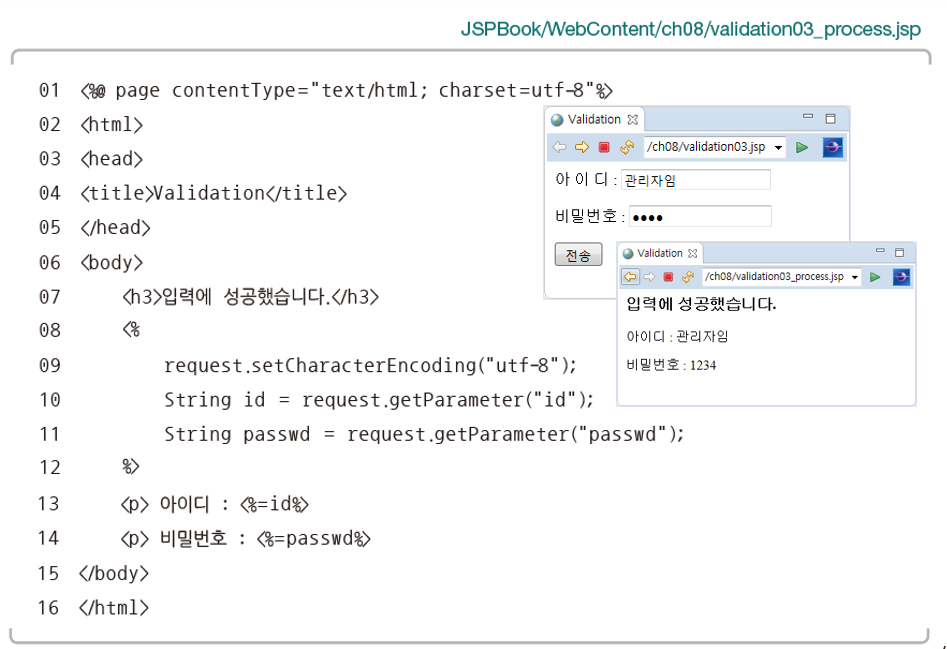 JSPBook/WebContent/ch08/validation03_process.jsp
01 <%@ page contentType="text/html; charset=utf-8"%>
02 <html>
03 <head>
04 <title>Validation</title>
05 </head>
06 <body>
07 <h3>입력에 성공했습니다.</h3>
08 <%
09 request.setCharacterEncoding("utf-8");
10 String id = request.getParameter("id");
11 String passwd = request.getParameter("passwd");
12 %>
13 <p> 아이디 : <%=id%>
14 <p> 비밀번호 : <%=passwd%>
15 </body>
16 </html>
Validation
/ch08/validation03.jsp
아 이 디 : 관리자임
비밀번호 : ●●●●
전송
Validation
/ch08/validation03_process.jsp
입력에 성공했습니다.
아이디 : 관리자임
비밀번호 : 1234